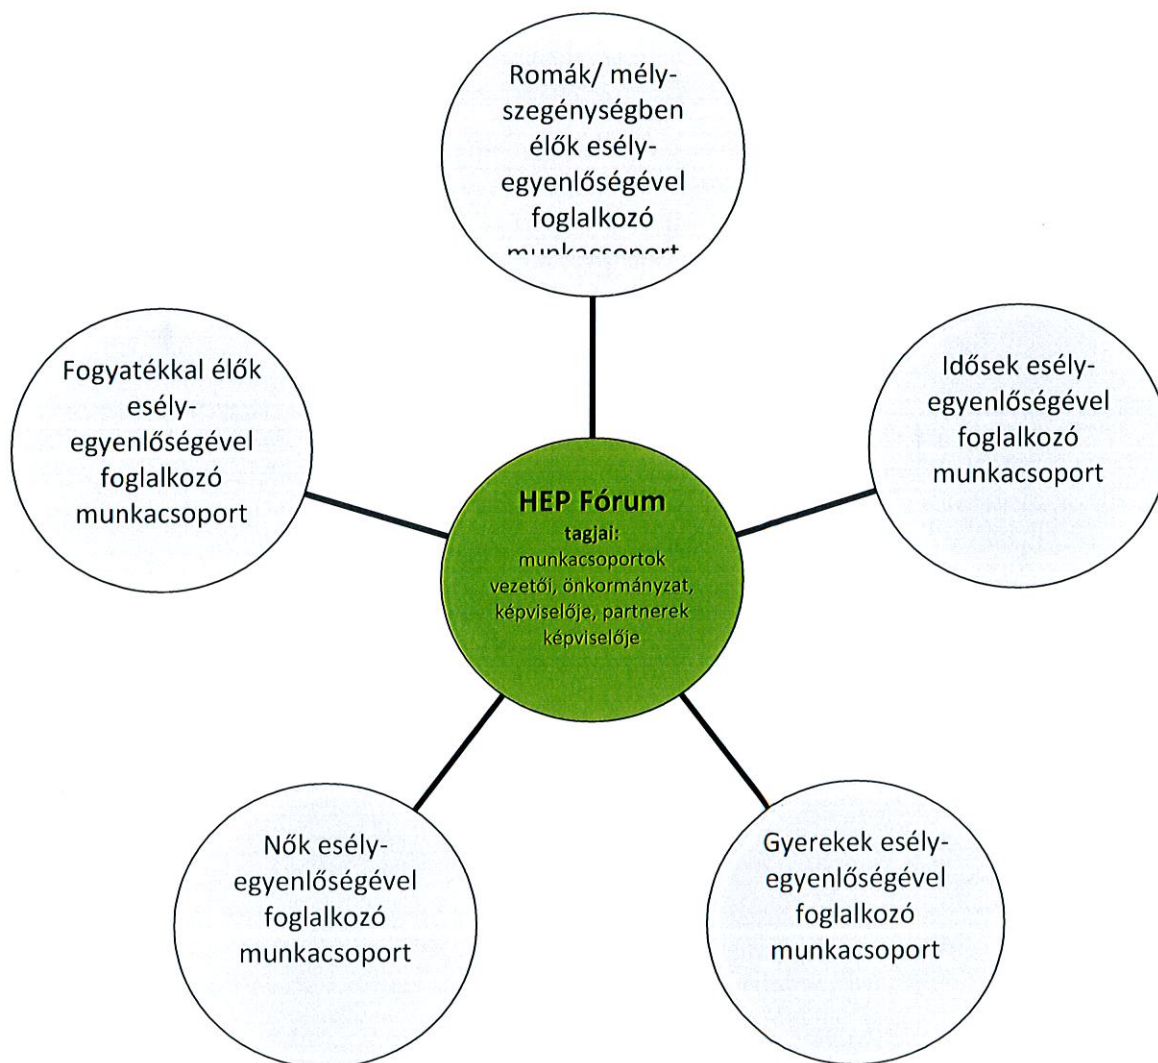 Romák/ mély-
szegénységben
élők esély-
egyenlőségével
foglalkozó
munkacsoport
Fogyatékkal élők
esély-
egyenlőségével
foglalkozó
munkacsoport
Idősek esély-
egyenlőségével
foglalkozó
munkacsoport
HEP Fórum
tagjai:
munkacsoportok
vezetői, önkormányzat,
képviselője, partnerek
képviselője
Nők esély-
egyenlőségével
foglalkozó
munkacsoport
Gyerekek esély-
egyenlőségével
foglalkozó
munkacsoport